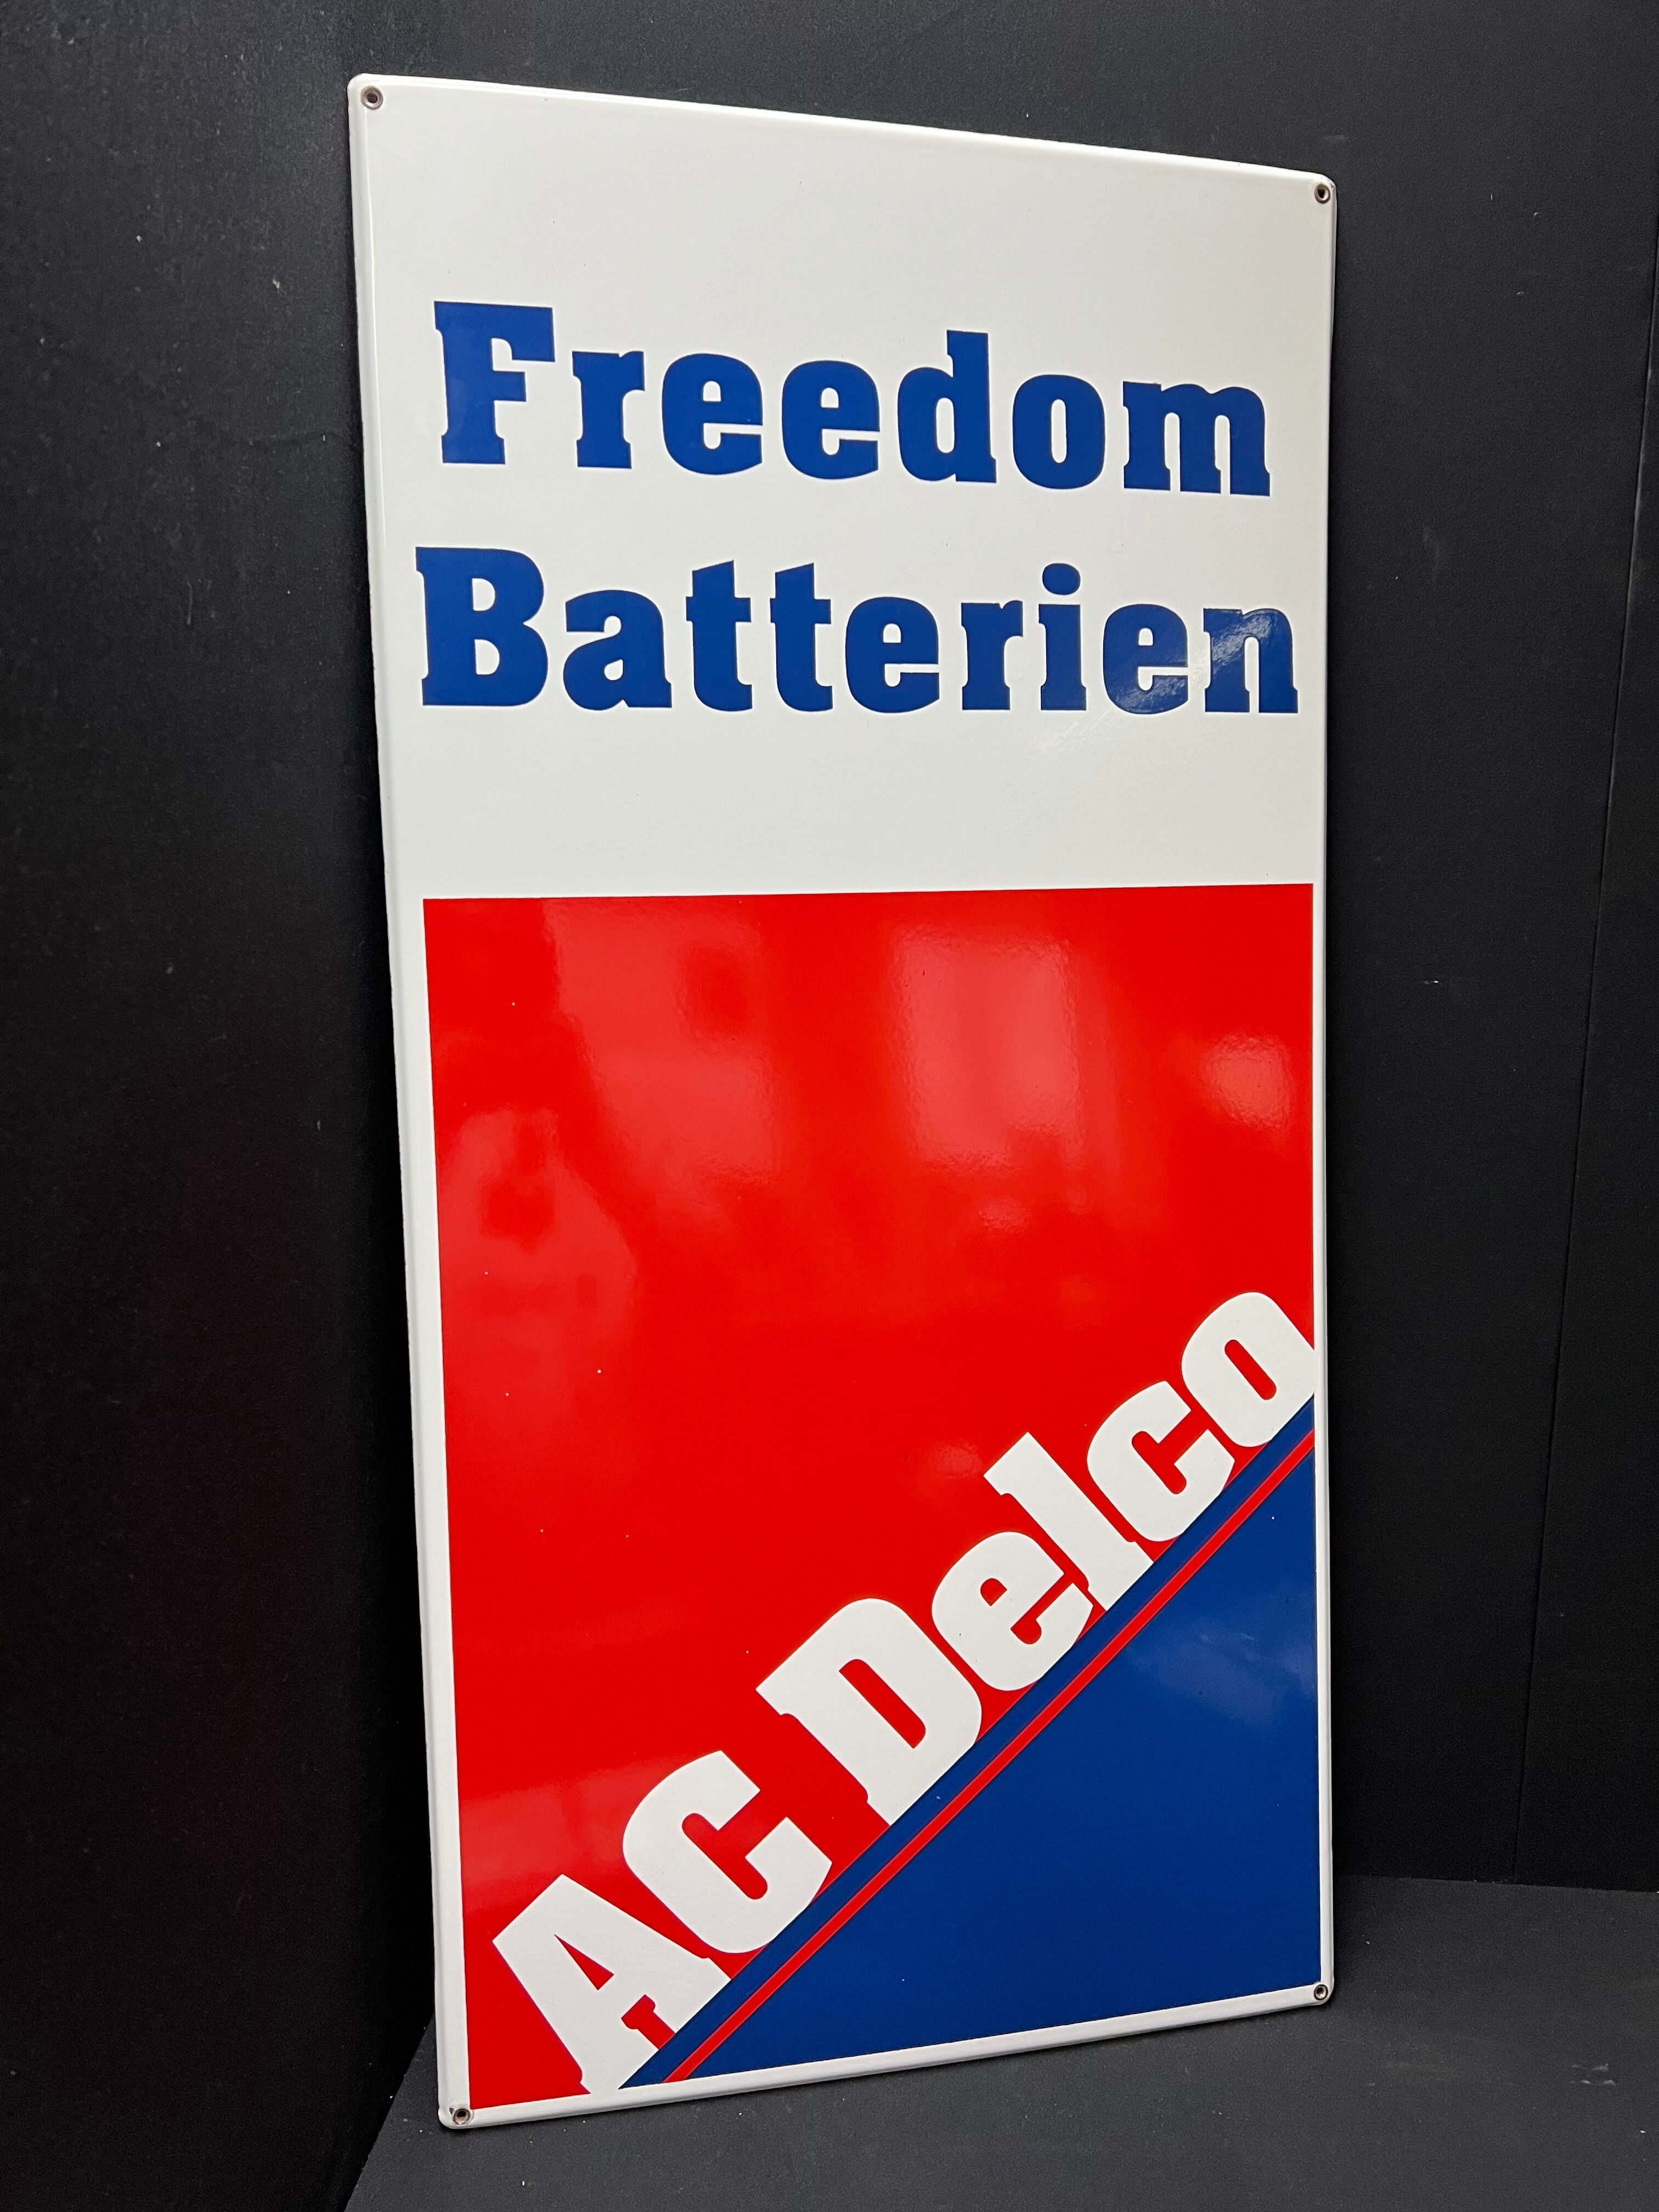 Freedom
Batterien
AC Delco